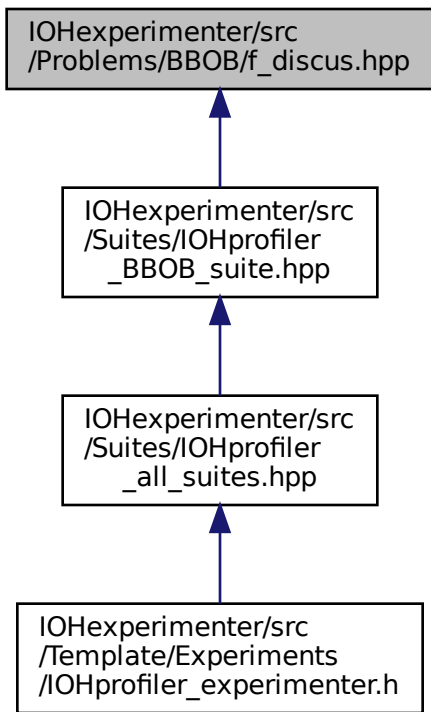 IOHexperimenter/src
/Problems/BBOB/f_discus.hpp
IOHexperimenter/src
/Suites/IOHprofiler
_BBOB_suite.hpp
IOHexperimenter/src
/Suites/IOHprofiler
_all_suites.hpp
IOHexperimenter/src
/Template/Experiments
/IOHprofiler_experimenter.h